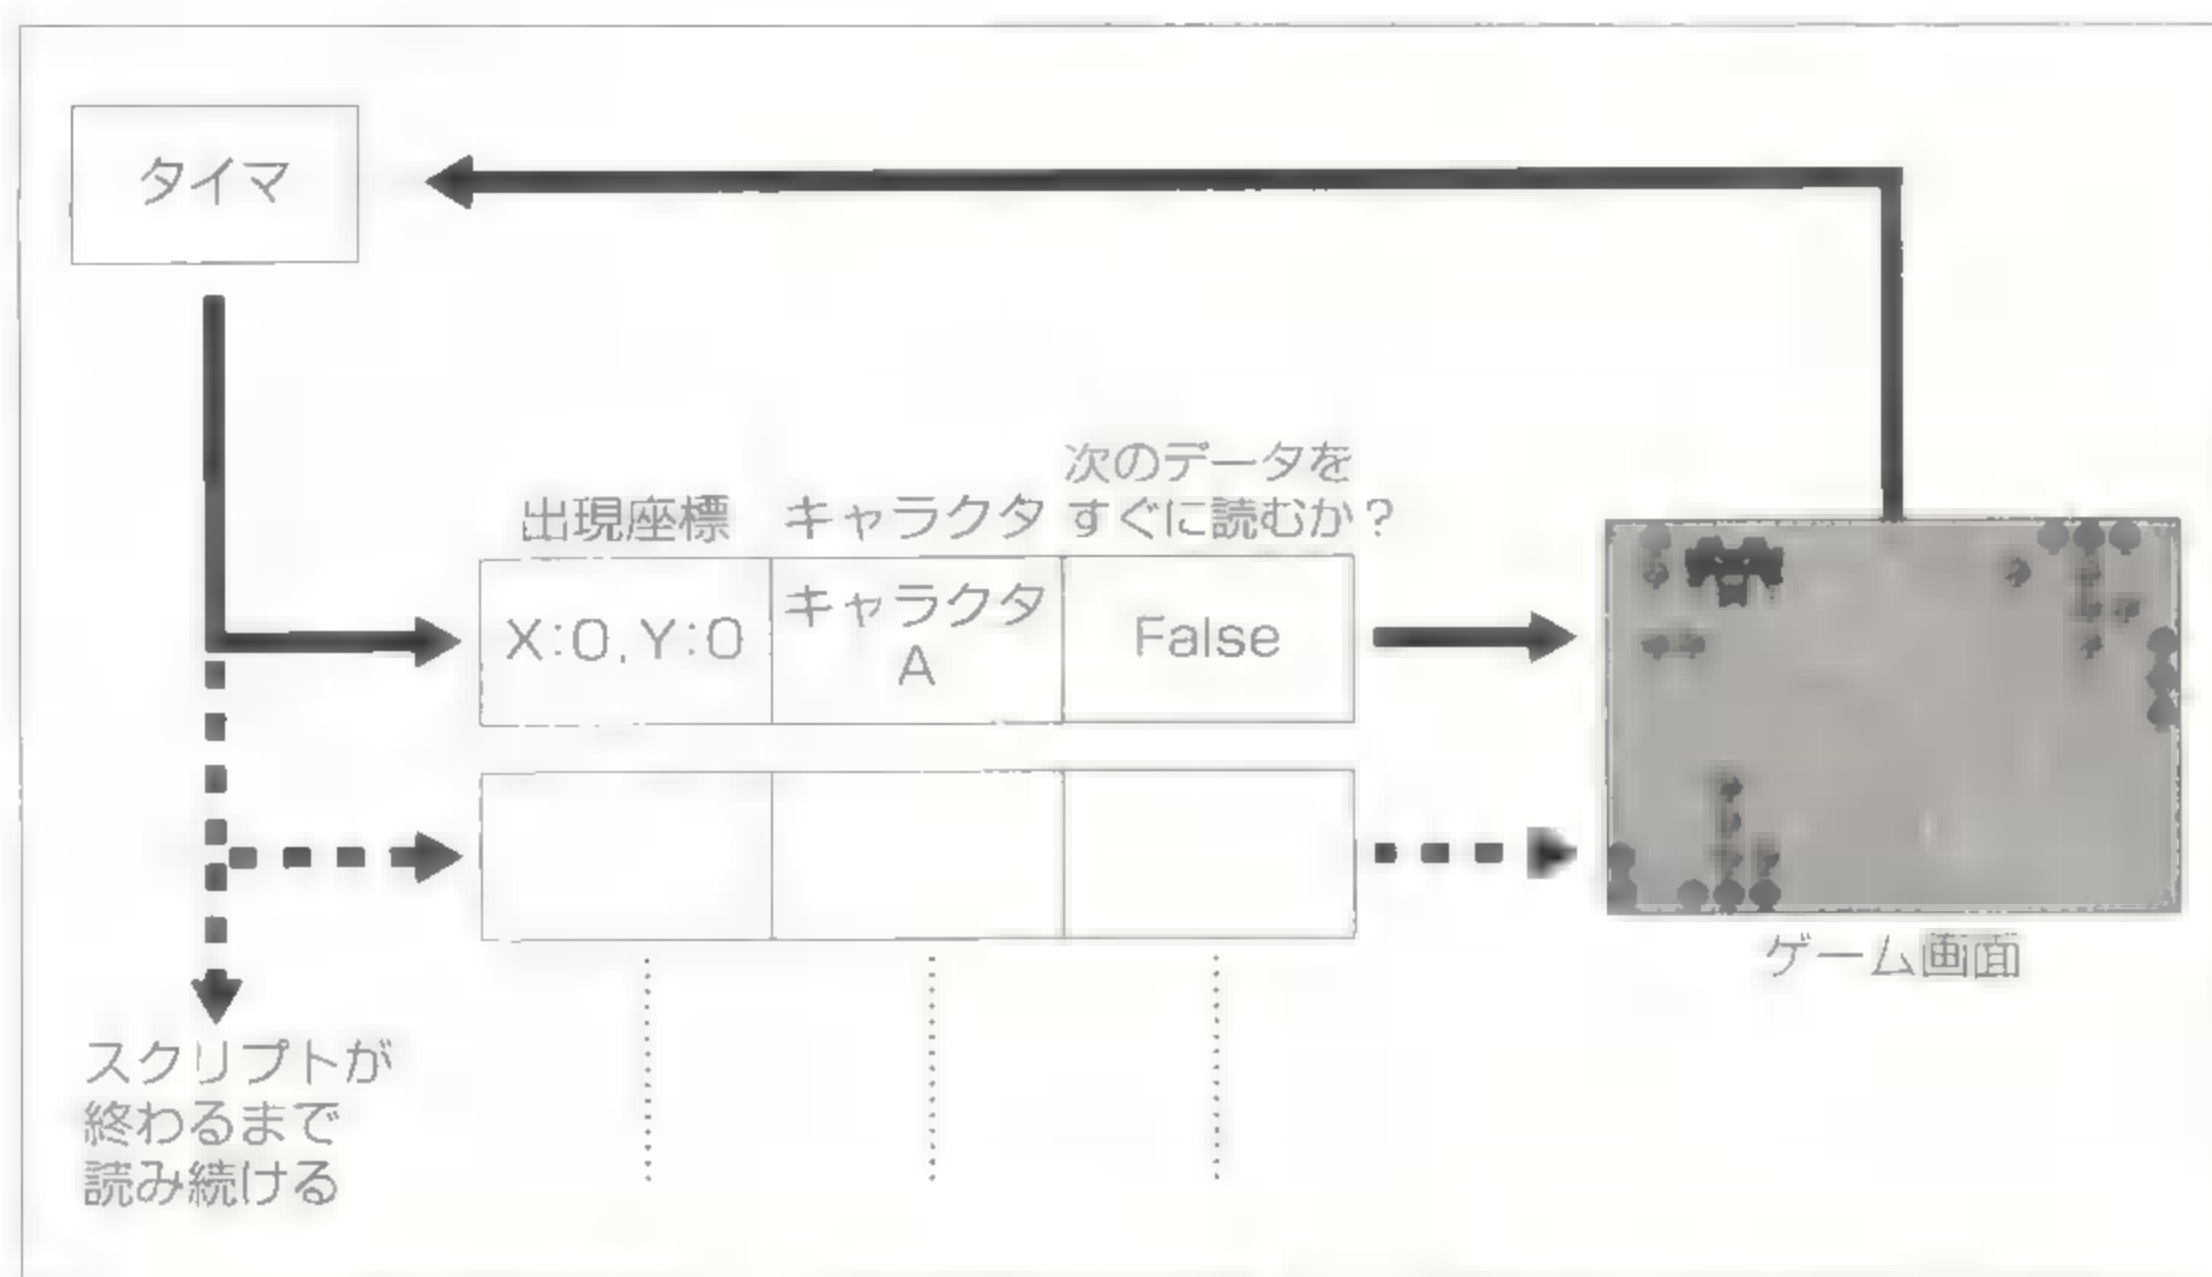 タイマ
次のデータを
出現座標 キャラクタ すぐに読むか？
X:0,Y:0
キャラクタ
A
False
ゲーム画面
スクリプトが
終わるまで
読み続ける